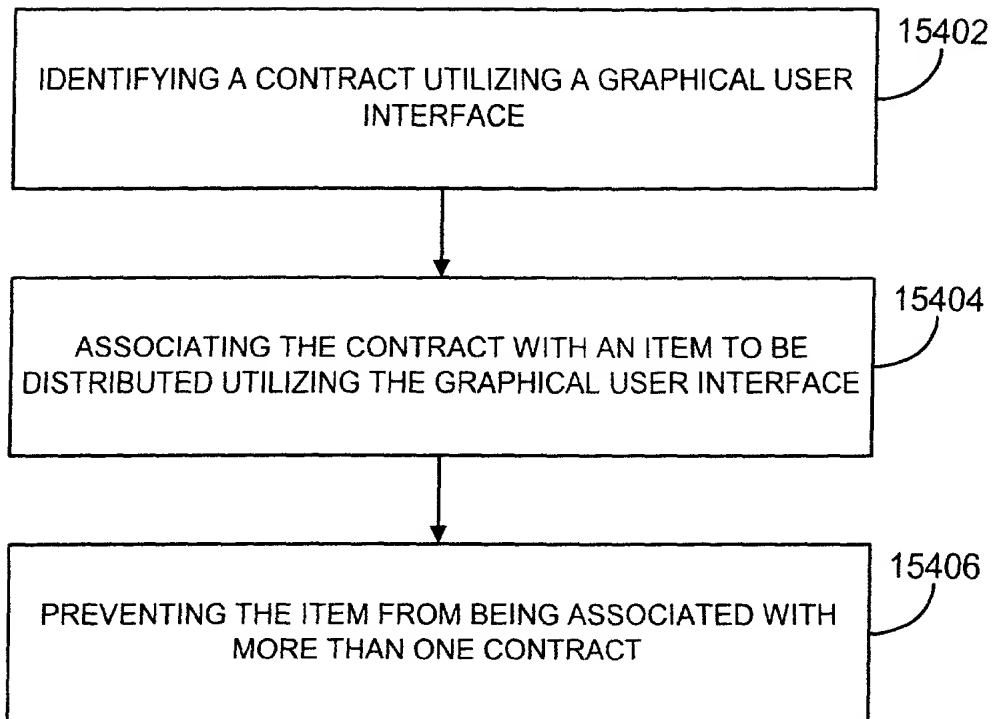 15402
IDENTIFYING A CONTRACT UTILIZING A GRAPHICAL USER
INTERFACE
15404
ASSOCIATING THE CONTRACT WITH AN ITEM TO BE
DISTRIBUTED UTILIZING THE GRAPHICAL USER INTERFACE
15406
PREVENTING THE ITEM FROM BEING ASSOCIATED WITH
MORE THAN ONE CONTRACT